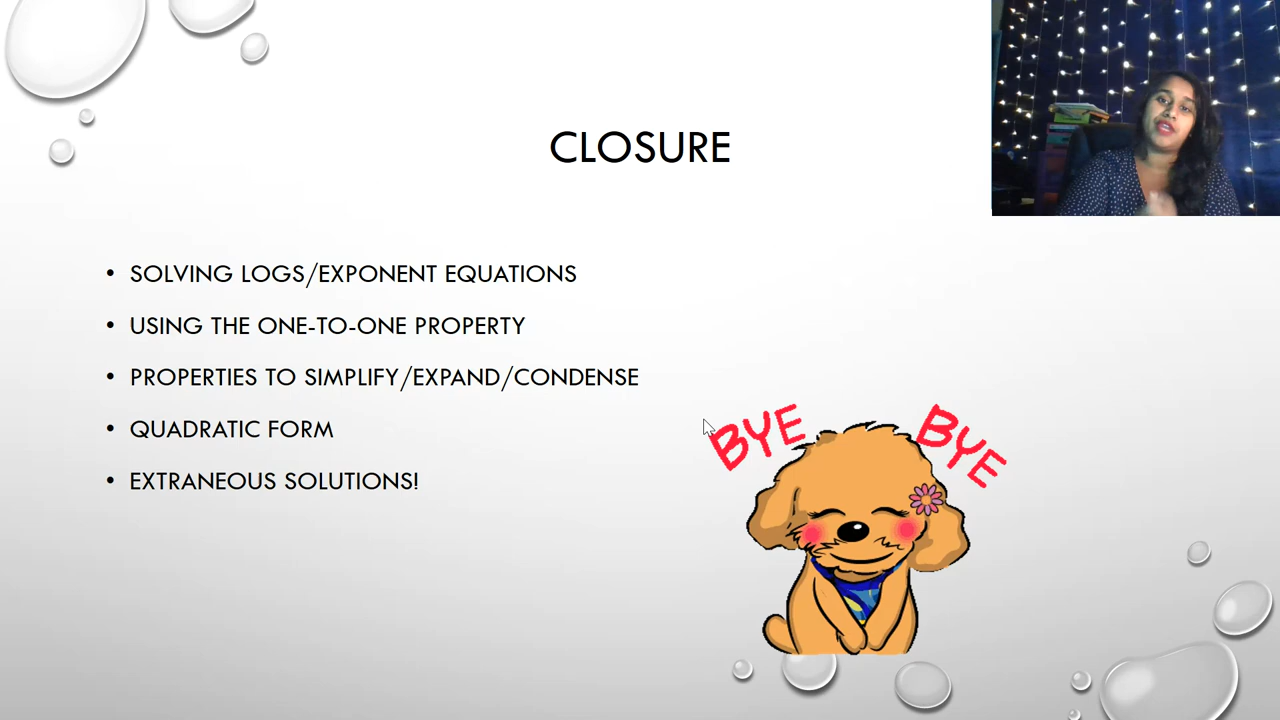 CLOSURE
• SOLVING LOGS/EXPONENT EQUATIONS
• USING THE ONE-TO-ONE PROPERTY
• PROPERTIES TO SIMPLIFY/EXPAND/CONDENSE
• QUADRATIC FORM
• EXTRANEOUS SOLUTIONS!
BYE
BYE